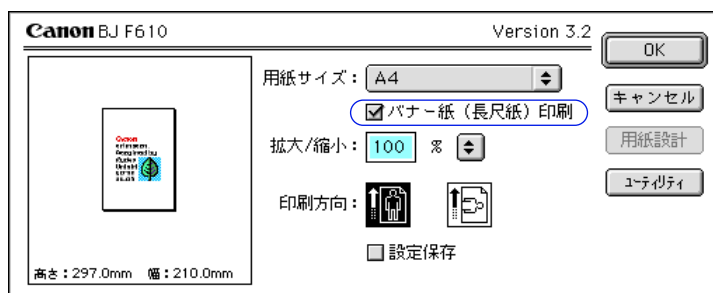 Canon BJ F610
Version 3.2
用紙サイズ：
A4
バナー紙（長尺紙）印刷
拡大/縮小：
100
%
印刷方向：
設定保存
高さ：297.0mm 幅：210.0mm
OK
キャンセル
用紙設計
ユーティリティ
Canon